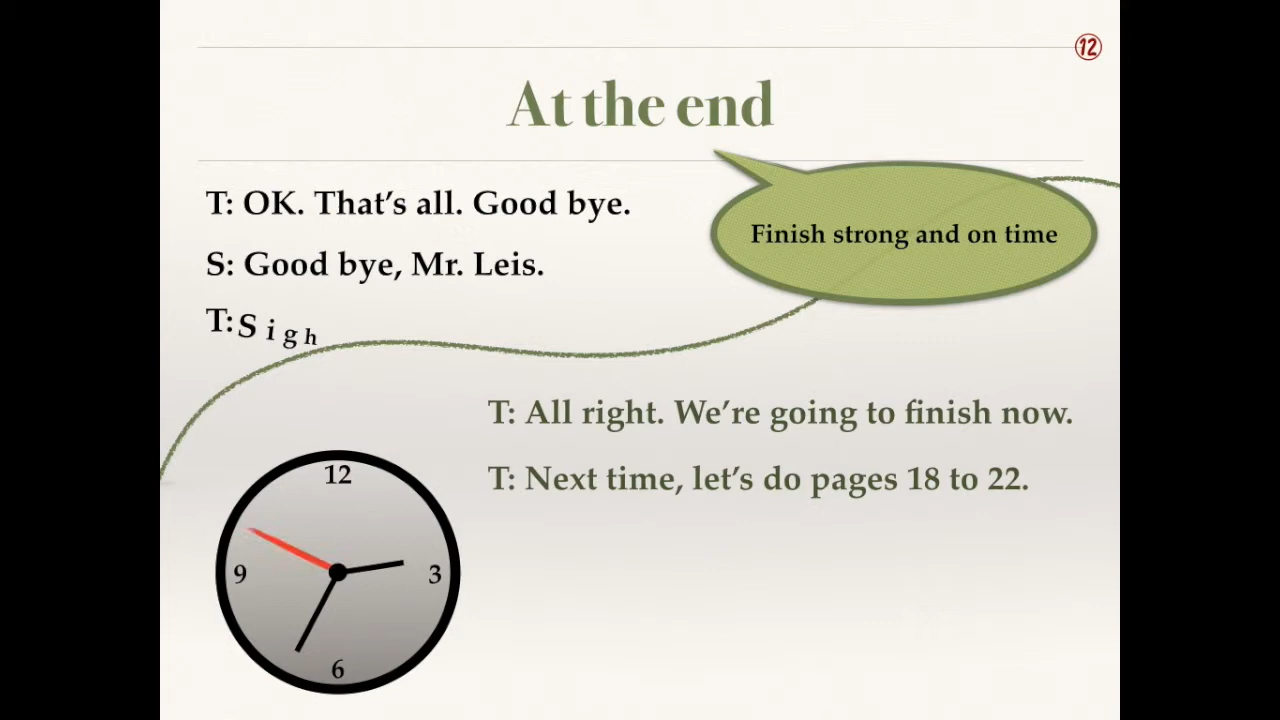 ⑫
At the end
T: OK. That’s all. Good bye.
Finish strong and on time
S: Good bye, Mr. Leis.
T: Sigh
T: All right. We’re going to finish now.
T: Next time, let’s do pages 18 to 22.
12
9
3
6